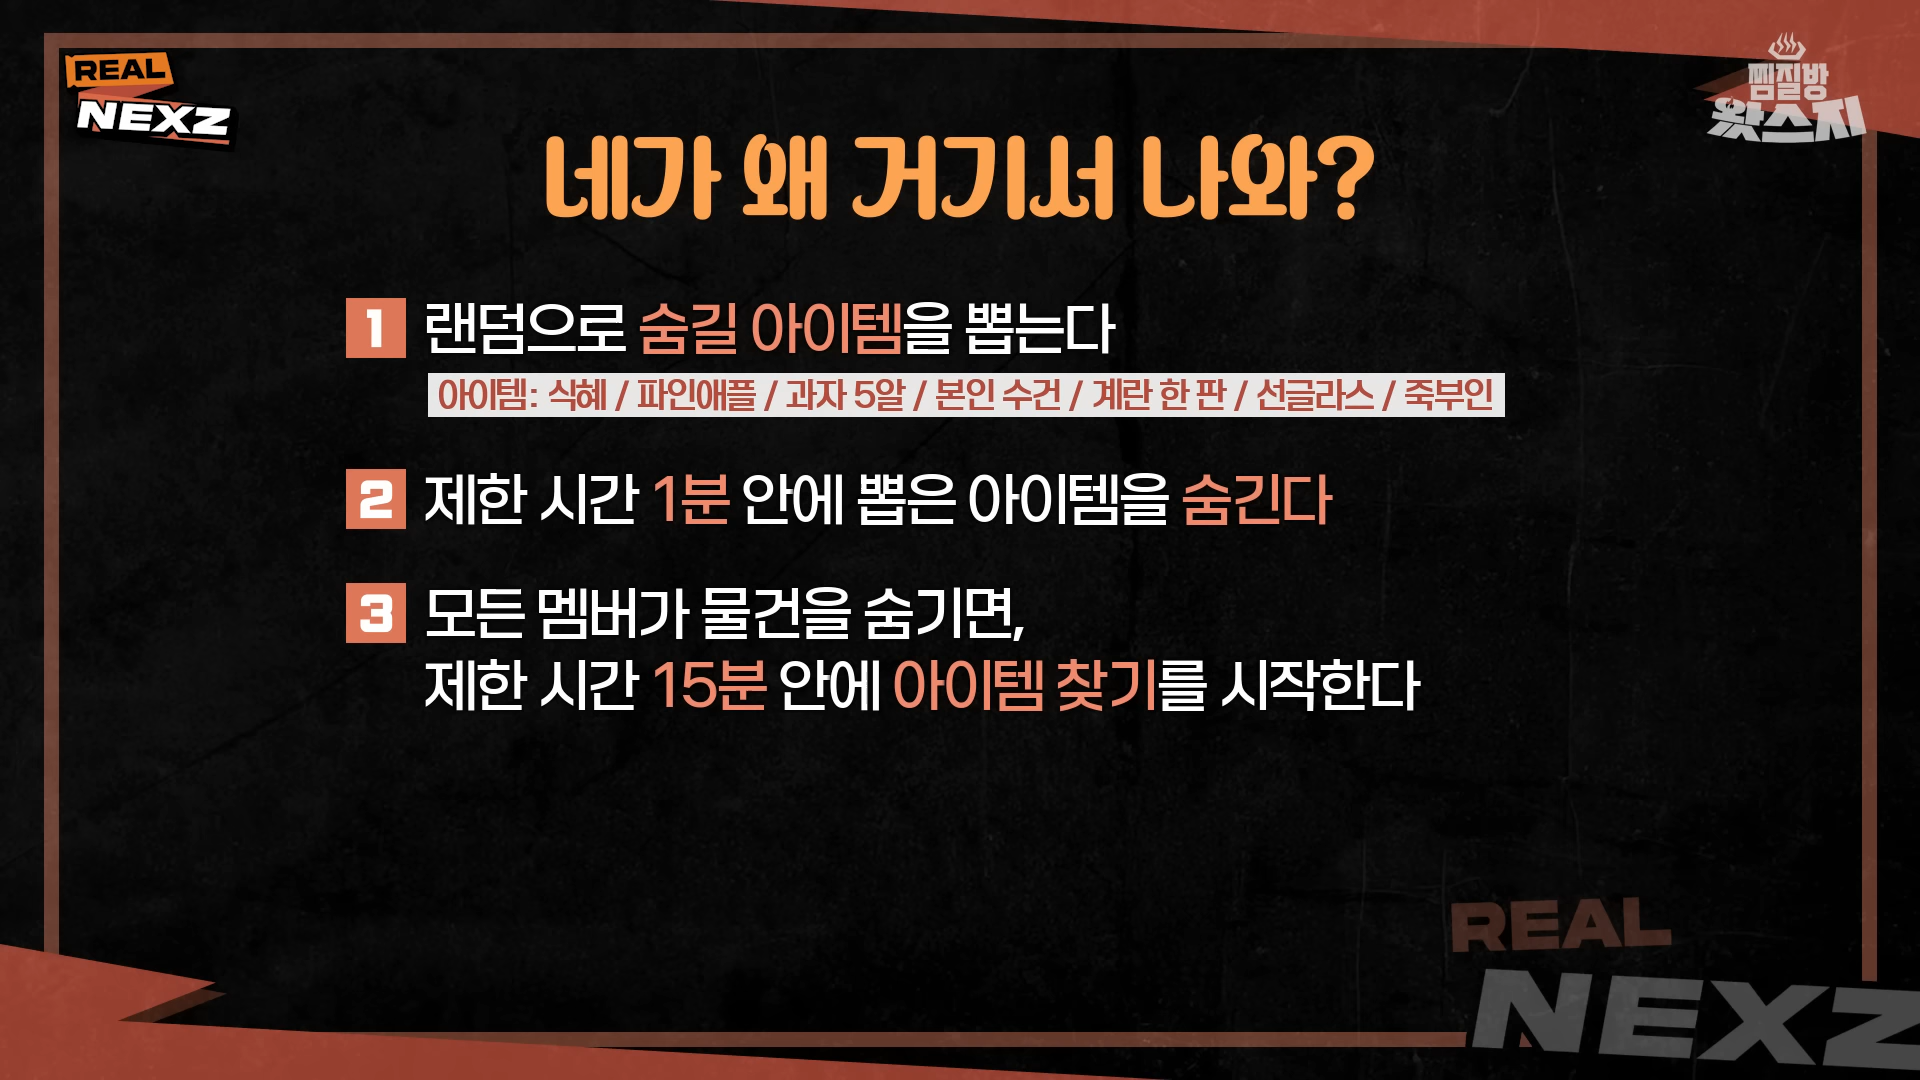 REAL
NEXZ
찜질방
왓스지
네가 왜 거기서 나와?
1 랜덤으로 숨길 아이템을 뽑는다
아이템: 식혜 / 파인애플 / 과자 5알 / 본인 수건 / 계란 한 판 / 선글라스 / 죽부인
2 제한 시간 1분 안에 뽑은 아이템을 숨긴다
3 모든 멤버가 물건을 숨기면,
제한 시간 15분 안에 아이템 찾기를 시작한다
REAL
NEXZ